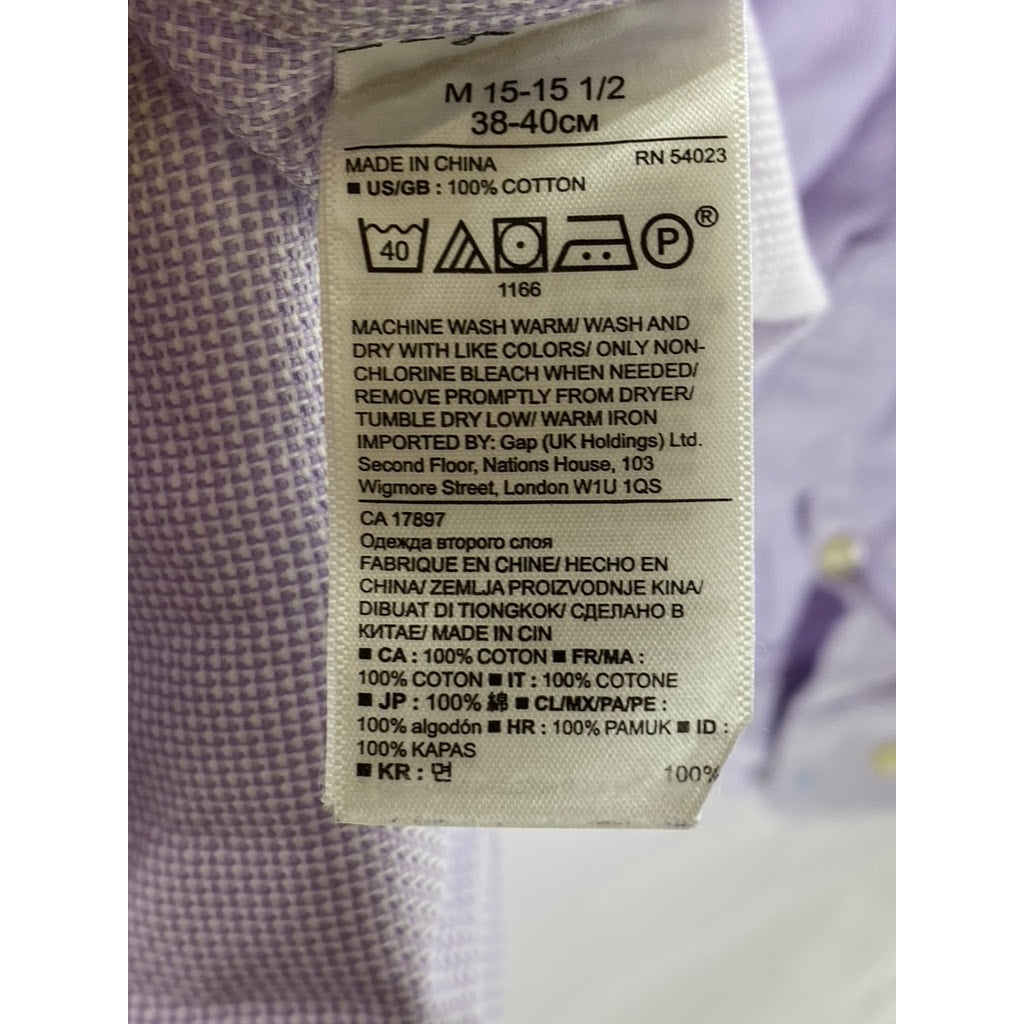 M 15-15 1/2
38-40см
MADE IN CHINA RN 54023
■ US/GB : 100% COTTON
40 P ®
1166
MACHINE WASH WARM/ WASH AND
DRY WITH LIKE COLORS/ ONLY NON-
CHLORINE BLEACH WHEN NEEDED/
REMOVE PROMPTLY FROM DRYER/
TUMBLE DRY LOW/ WARM IRON
IMPORTED BY: Gap (UK Holdings) Ltd.
Second Floor, Nations House, 103
Wigmore Street, London W1U 1QS
CA 17897
Одежда второго слоя
FABRIQUE EN CHINE/ HECHO EN
CHINA/ ZEMLJA PROIZVODNJE KINA/
DIBUAT DI TIONGKOK/ СДЕЛАНО В
КИТАЕ/ MADE IN CIN
■ CA : 100% COTON ■ FR/MA :
100% COTON ■ IT : 100% COTONE
■ JP : 100% 綿 ■ CL/MX/PA/PE :
100% algodón ■ HR : 100% PAMUK ■ ID :
100% KAPAS
■ KR : 면 100%